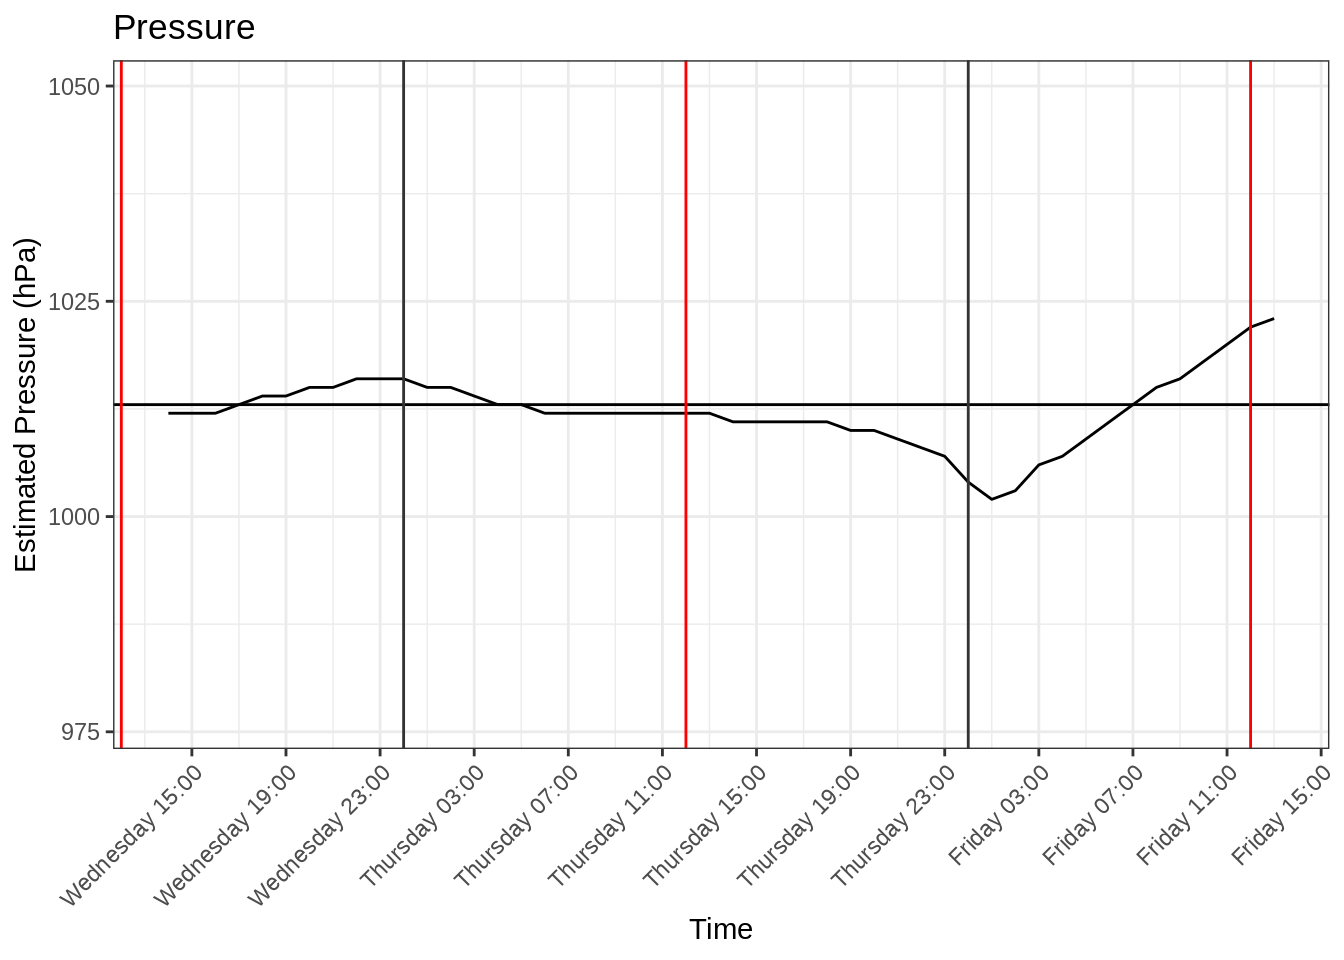 Pressure
Estimated Pressure (hPa)
1050
1025
1000
975
Wednesday 15:00
Wednesday 19:00
Wednesday 23:00
Thursday 03:00
Thursday 07:00
Thursday 11:00
Thursday 15:00
Thursday 19:00
Thursday 23:00
Friday 03:00
Friday 07:00
Friday 11:00
Friday 15:00
Time